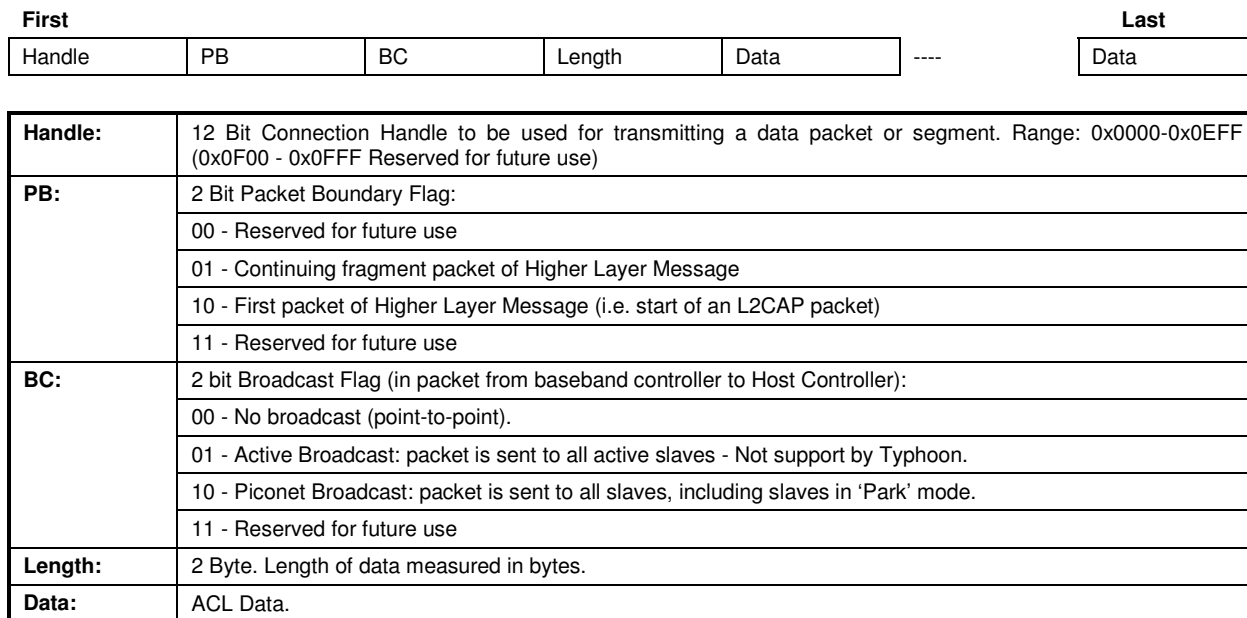 First Last
Handle PB BC Length Data ---- Data
Handle: 12 Bit Connection Handle to be used for transmitting a data packet or segment. Range: 0x0000-0x0EFF
(0x0F00 - 0x0FFF Reserved for future use)
PB: 2 Bit Packet Boundary Flag:
00 - Reserved for future use
01 - Continuing fragment packet of Higher Layer Message
10 - First packet of Higher Layer Message (i.e. start of an L2CAP packet)
11 - Reserved for future use
BC: 2 bit Broadcast Flag (in packet from baseband controller to Host Controller):
00 - No broadcast (point-to-point).
01 - Active Broadcast: packet is sent to all active slaves - Not support by Typhoon.
10 - Piconet Broadcast: packet is sent to all slaves, including slaves in ‘Park’ mode.
11 - Reserved for future use
Length: 2 Byte. Length of data measured in bytes.
Data: ACL Data.